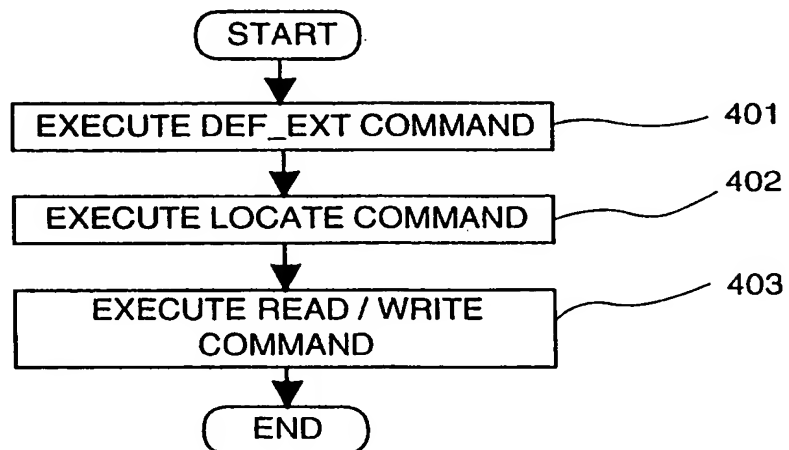 START
EXECUTE DEF_EXT COMMAND
401
EXECUTE LOCATE COMMAND
402
EXECUTE READ / WRITE
COMMAND
403
END